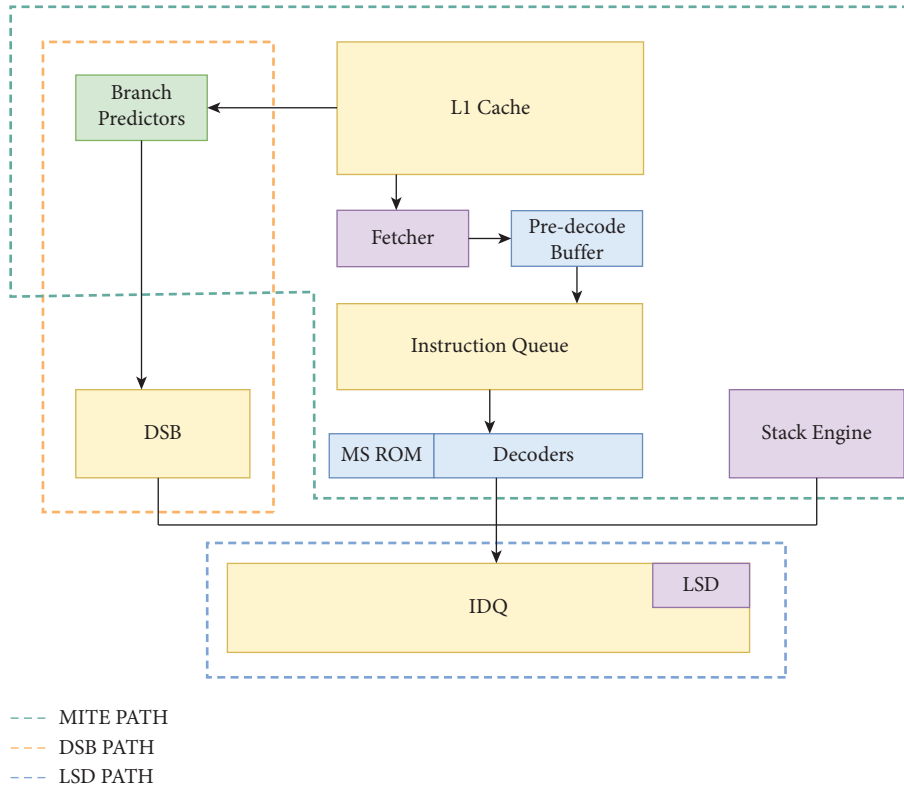 Branch
Predictors
L1 Cache
Fetcher
Pre-decode
Buffer
Instruction Queue
DSB
MS ROM
Decoders
Stack Engine
LSD
IDQ
MITE PATH
DSB PATH
LSD PATH